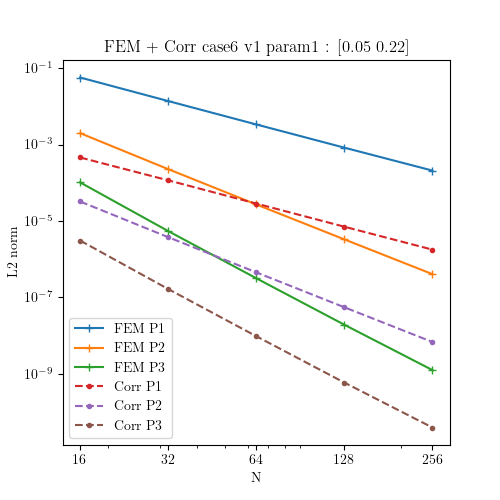 FEM + Corr case6 v1 param1 : [0.05 0.22]
10⁻¹
10⁻³
10⁻⁵
10⁻⁷
10⁻⁹
L2 norm
FEM P1
FEM P2
FEM P3
Corr P1
Corr P2
Corr P3
16 32 64 128 256
N